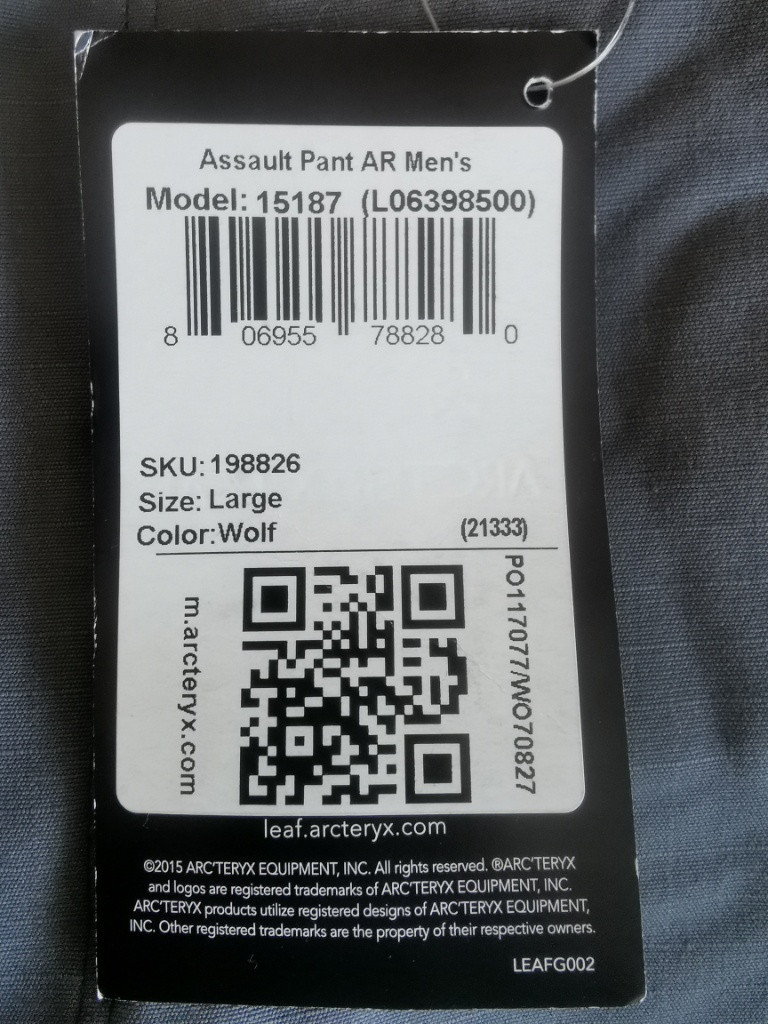 Assault Pant AR Men's
Model: 15187 (L06398500)
8 06955 78828 0
SKU: 198826
Size: Large
Color:Wolf (21333)
m.arcteryx.com
PO117077/WO70827
leaf.arcteryx.com
©2015 ARC'TERYX EQUIPMENT, INC. All rights reserved. ®ARC'TERYX
and logos are registered trademarks of ARC'TERYX EQUIPMENT, INC.
ARC'TERYX products utilize registered designs of ARC'TERYX EQUIPMENT,
INC. Other registered trademarks are the property of their respective owners.
LEAFG002